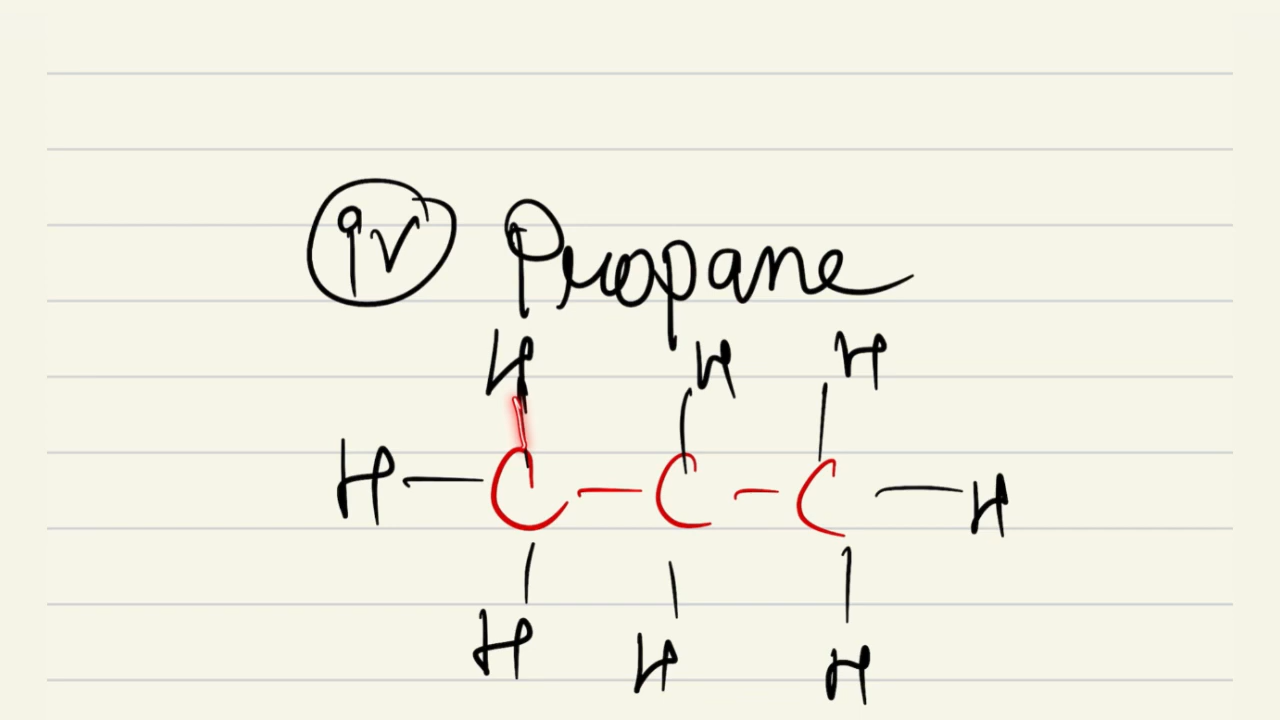 iv Propane
H H H
H — C — C — C — H
H H H